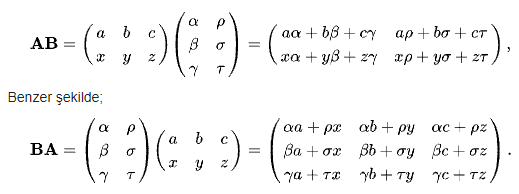 AB = ( a b c ) ( α ρ ) = ( aα + bβ + cγ aρ + bσ + cτ ) ,
x y z β σ xα + yβ + zγ xρ + yσ + zτ
γ τ
Benzer şekilde;
BA = ( α ρ ) ( a b c ) = ( αa + ρx αb + ρy αc + ρz ) .
β σ x y z βa + σx βb + σy βc + σz
γ τ γa + τx γb + τy γc + τz